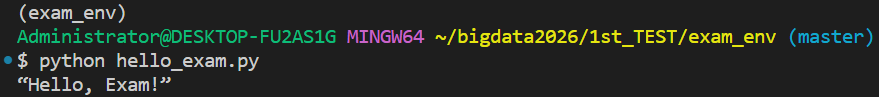 (exam_env)
Administrator@DESKTOP-FU2AS1G MINGW64 ~/bigdata2026/1st_TEST/exam_env (master)
$ python hello_exam.py
“Hello, Exam!”